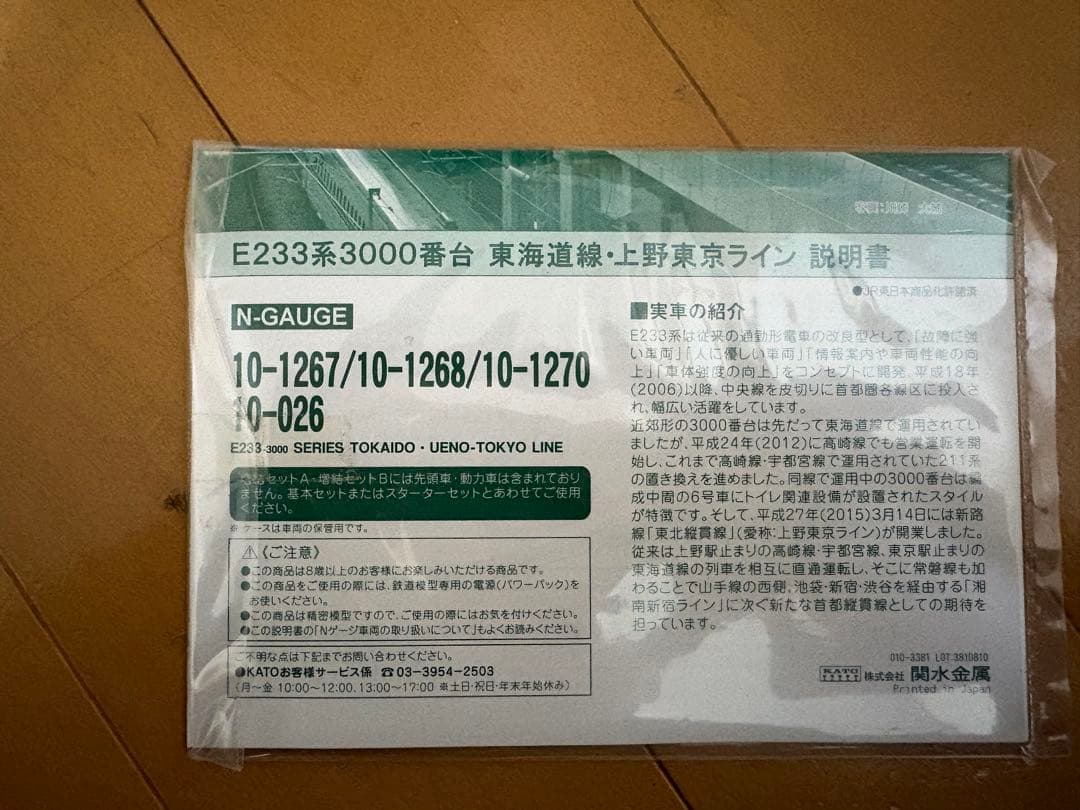 E233系3000番台 東海道線・上野東京ライン 説明書
●JR東日本商品化許諾済
N-GAUGE
10-1267/10-1268/10-1270
10-026
E233-3000 SERIES TOKAIDO・UENO-TOKYO LINE
増結セットA・増結セットBには先頭車・動力車は含まれており
ません。基本セットまたはスターターセットとあわせてご使用
ください。
※ケースは車両の保管用です。
⚠《ご注意》
●この商品は8歳以上のお客様にお楽しみいただける商品です。
●この商品をご使用の際には、鉄道模型専用の電源(パワーパック)を
お使いください。
●この商品は精密模型ですので、ご使用の際にはお気を付けください。
●この説明書の「Nゲージ車両の取り扱いについて」もよくお読みください。
ご不明な点は下記までお問い合わせください。
●KATOお客様サービス係 ☎03-3954-2503
(月〜金 10:00〜12:00、13:00〜17:00 ※土日・祝日・年末年始休み)
■実車の紹介
E233系は従来の通勤形電車の改良型として、「故障に強
い車両」「人に優しい車両」「情報案内や車両性能の向
上」「車体強度の向上」をコンセプトに開発、平成18年
(2006)以降、中央線を皮切りに首都圏各線区に投入さ
れ、幅広い活躍をしています。
近郊形の3000番台は先だって東海道線で運用されてい
ましたが、平成24年(2012)に高崎線でも営業運転を開
始し、これまで高崎線・宇都宮線で運用されていた211系
の置き換えを進めました。同線で運用中の3000番台は編
成中間の6号車にトイレ関連設備が設置されたスタイル
が特徴です。そして、平成27年(2015)3月14日には新路
線「東北縦貫線」(愛称:上野東京ライン)が開業しました。
従来は上野駅止まりの高崎線・宇都宮線、東京駅止まりの
東海道線の列車を相互に直通運転し、そこに常磐線も加
わることで山手線の西側、池袋・新宿・渋谷を経由する「湘
南新宿ライン」に次ぐ新たな首都縦貫線としての期待を
担っています。
010-3381 LOT.3810810
KATO 株式会社 関水金属
Printed in Japan